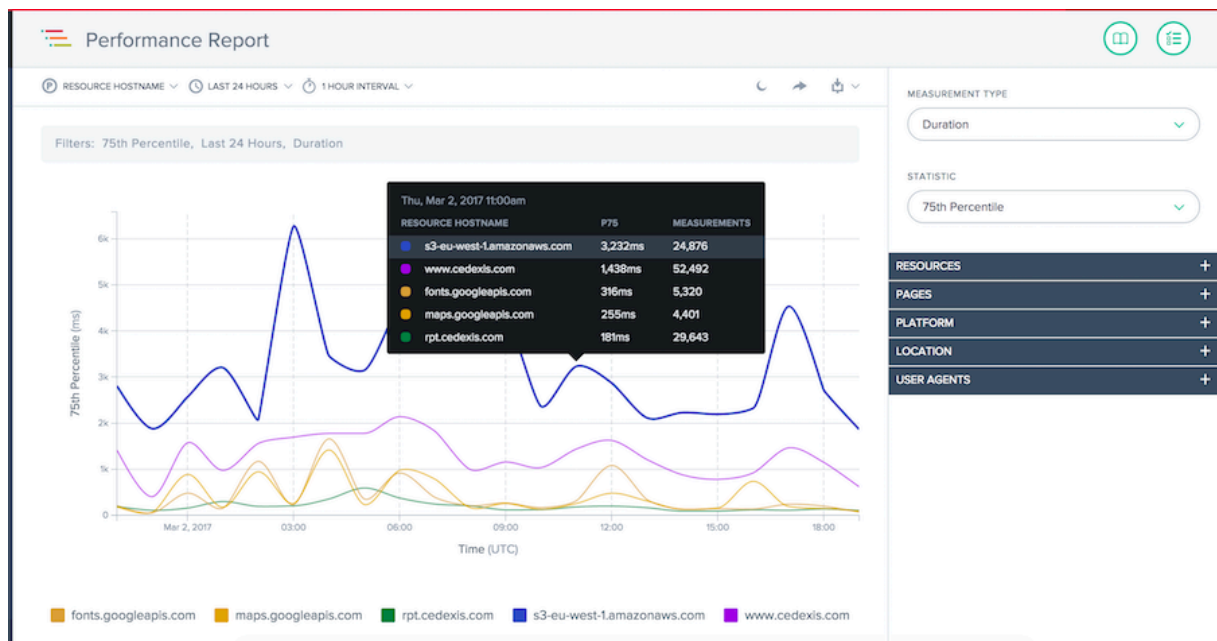 Performance Report
RESOURCE HOSTNAME LAST 24 HOURS 1 HOUR INTERVAL
MEASUREMENT TYPE
Duration
Filters: 75th Percentile, Last 24 Hours, Duration
STATISTIC
75th Percentile
Thu, Mar 2, 2017 11:00am
RESOURCE HOSTNAME P75 MEASUREMENTS
s3-eu-west-1.amazonaws.com 3,232ms 24,876
www.cedexis.com 1,438ms 52,492
fonts.googleapis.com 316ms 5,320
maps.googleapis.com 255ms 4,401
rpt.cedexis.com 181ms 29,643
RESOURCES +
PAGES +
PLATFORM +
LOCATION +
USER AGENTS +
75th Percentile (ms)
6k
5k
4k
3k
2k
1k
0
Mar 2, 2017 03:00 06:00 09:00 12:00 15:00 18:00
Time (UTC)
fonts.googleapis.com maps.googleapis.com rpt.cedexis.com s3-eu-west-1.amazonaws.com www.cedexis.com